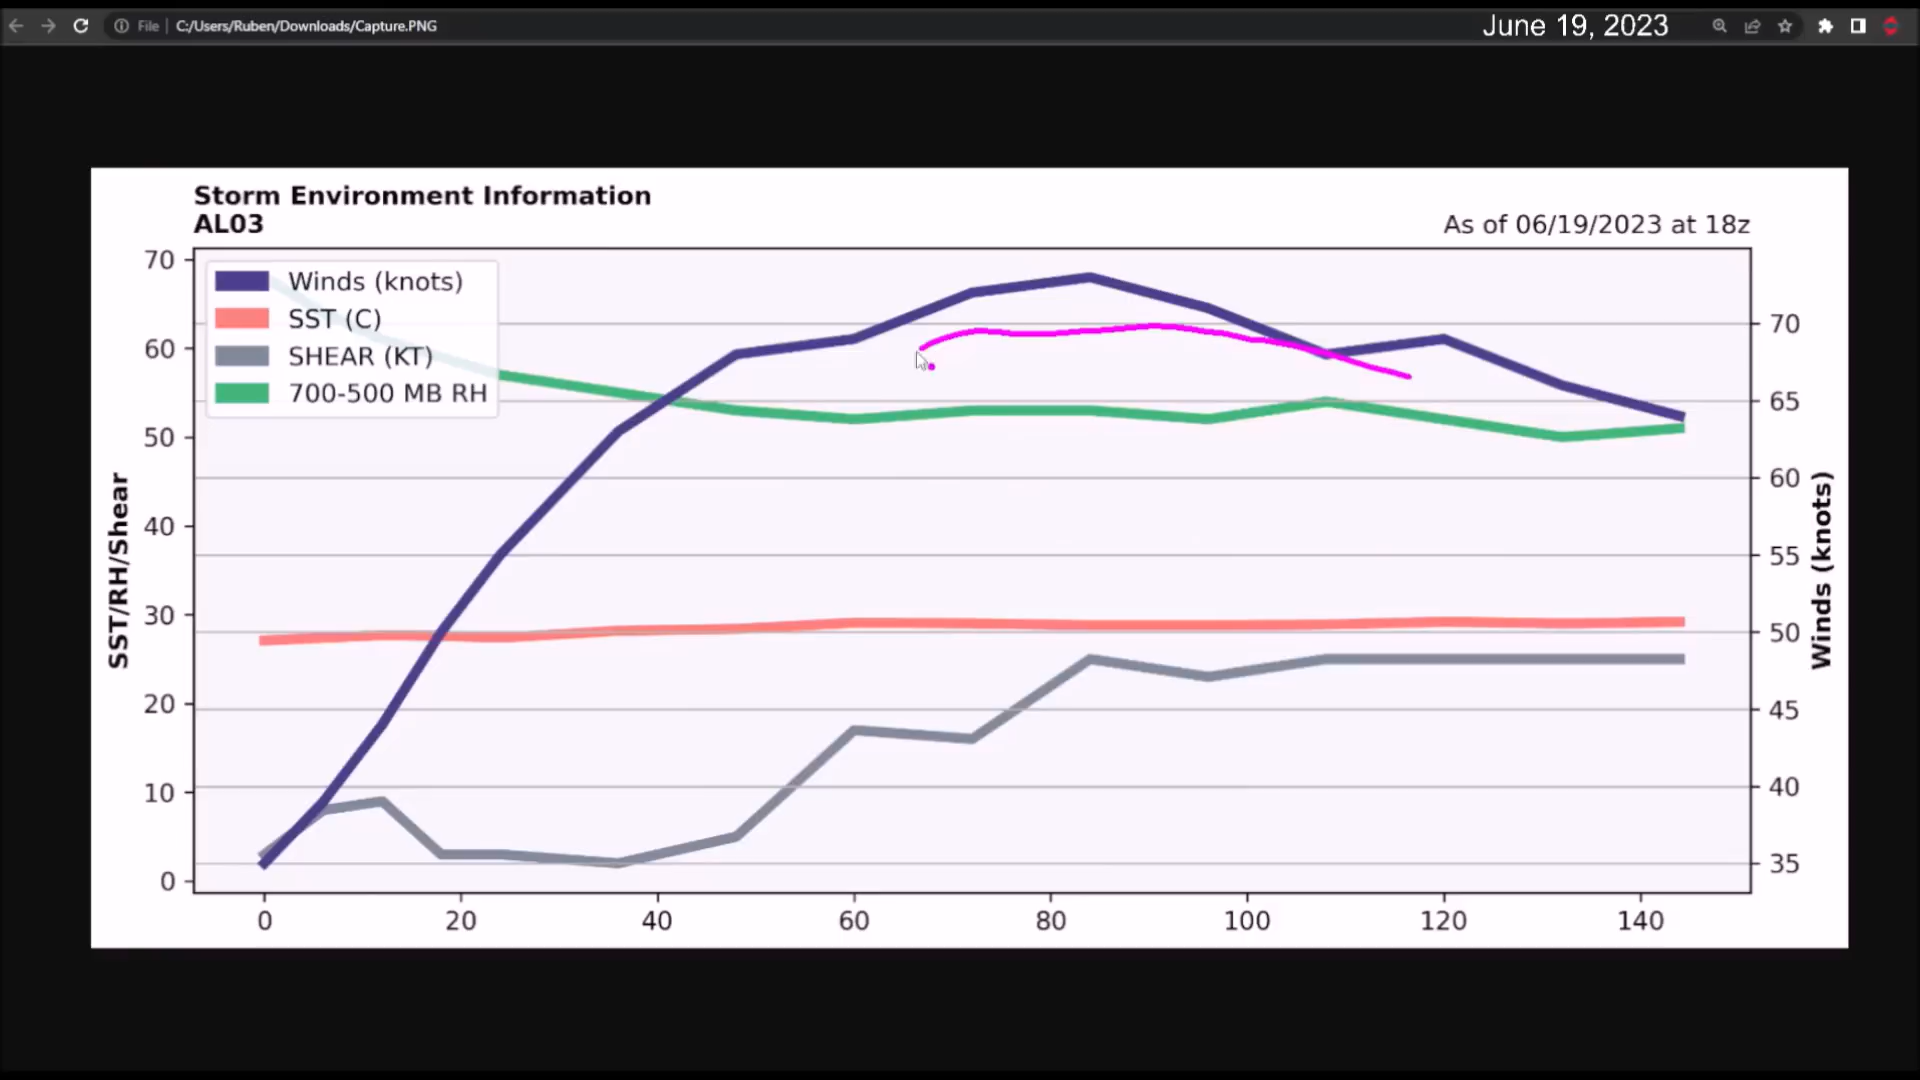 File | C:/Users/Ruben/Downloads/Capture.PNG
June 19, 2023
Storm Environment Information
AL03
As of 06/19/2023 at 18z
Winds (knots)
SST (C)
SHEAR (KT)
700-500 MB RH
SST/RH/Shear
70
60
50
40
30
20
10
0
70
65
60
55
50
45
40
35
Winds (knots)
0 20 40 60 80 100 120 140